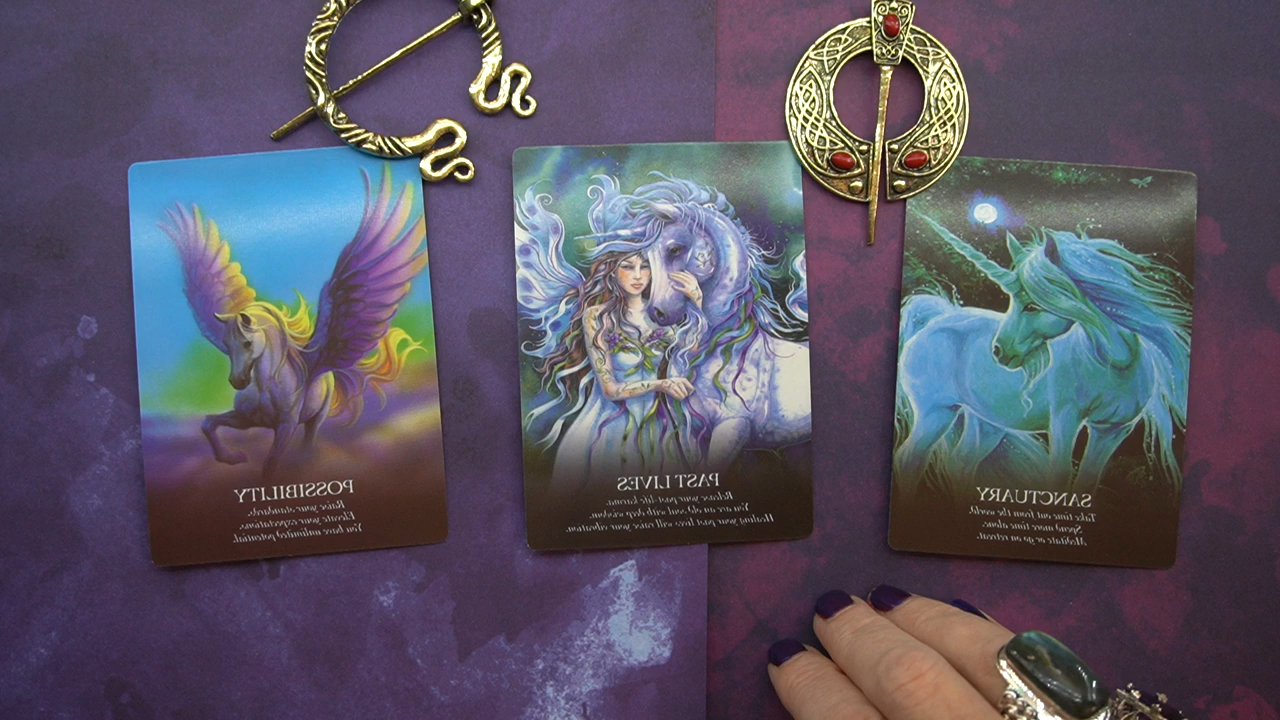 POSSIBILITY
Raise your standards.
Elevate your expectations.
You have unlimited potential.
PAST LIVES
Release your past-life karma.
You are an old soul with deep wisdom.
Healing your past lives will raise your vibration.
SANCTUARY
Take time out from the world.
Spend more time alone.
Meditate or go on retreat.